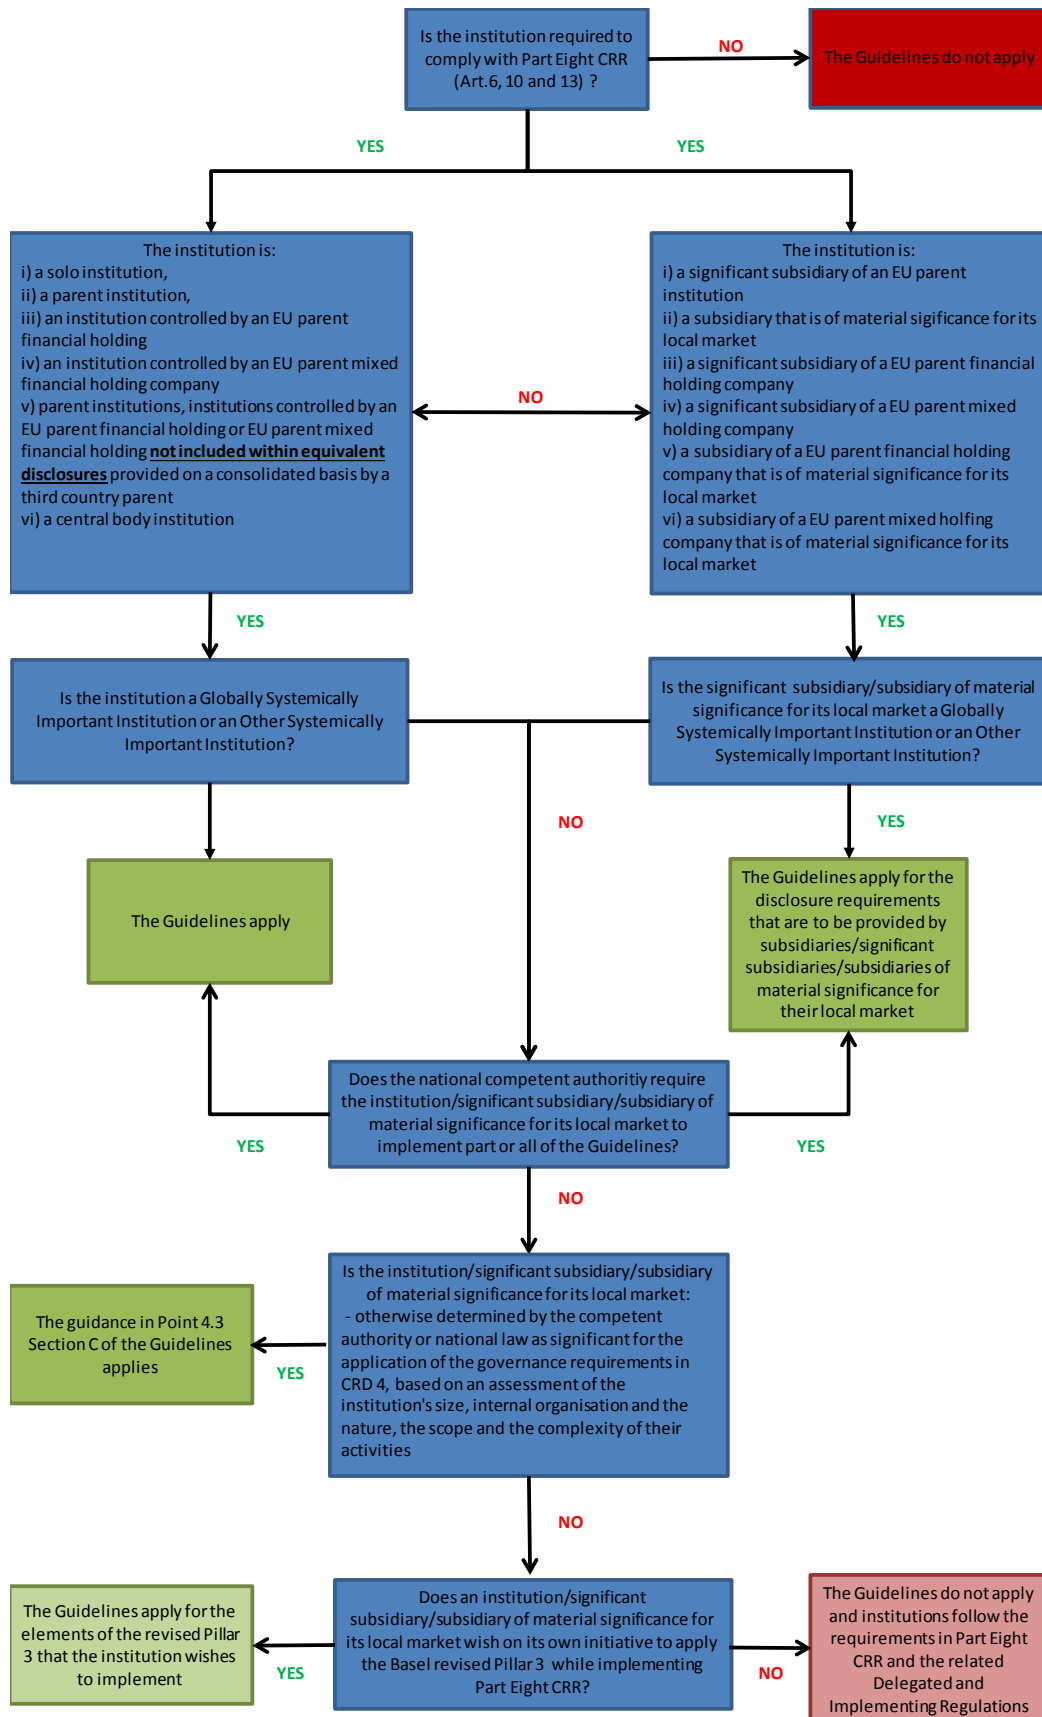 Is the institution required to
comply with Part Eight CRR
(Art.6, 10 and 13) ?
NO
The Guidelines do not apply
YES
YES
The institution is:
i) a solo institution,
ii) a parent institution,
iii) an institution controlled by an EU parent
financial holding
iv) an institution controlled by an EU parent mixed
financial holding company
v) parent institutions, institutions controlled by an
EU parent financial holding or EU parent mixed
financial holding not included within equivalent
disclosures provided on a consolidated basis by a
third country parent
vi) a central body institution
NO
The institution is:
i) a significant subsidiary of an EU parent
institution
ii) a subsidiary that is of material sigificance for its
local market
iii) a significant subsidiary of a EU parent financial
holding company
iv) a significant subsidiary of a EU parent mixed
holding company
v) a subsidiary of a EU parent financial holding
company that is of material significance for its
local market
vi) a subsidiary of a EU parent mixed holfing
company that is of material significance for its
local market
YES
YES
Is the institution a Globally Systemically
Important Institution or an Other Systemically
Important Institution?
Is the significant subsidiary/subsidiary of material
significance for its local market a Globally
Systemically Important Institution or an Other
Systemically Important Institution?
NO
YES
The Guidelines apply
The Guidelines apply for the
disclosure requirements
that are to be provided by
subsidiaries/significant
subsidiaries/subsidiaries of
material significance for
their local market
Does the national competent authoritiy require
the institution/significant subsidiary/subsidiary of
material significance for its local market to
implement part or all of the Guidelines?
YES
YES
NO
Is the institution/significant subsidiary/subsidiary
of material significance for its local market:
- otherwise determined by the competent
authority or national law as significant for the
application of the governance requirements in
CRD 4, based on an assessment of the
institution's size, internal organisation and the
nature, the scope and the complexity of their
activities
The guidance in Point 4.3
Section C of the Guidelines
applies
YES
NO
The Guidelines apply for the
elements of the revised Pillar
3 that the institution wishes
to implement
YES
Does an institution/significant
subsidiary/subsidiary of material significance for
its local market wish on its own initiative to apply
the Basel revised Pillar 3 while implementing
Part Eight CRR?
NO
The Guidelines do not apply
and institutions follow the
requirements in Part Eight
CRR and the related
Delegated and
Implementing Regulations